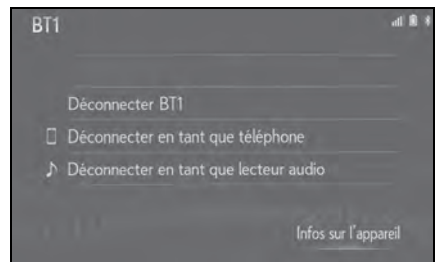 BT1
Déconnecter BT1
Déconnecter en tant que téléphone
Déconnecter en tant que lecteur audio
Infos sur l'appareil